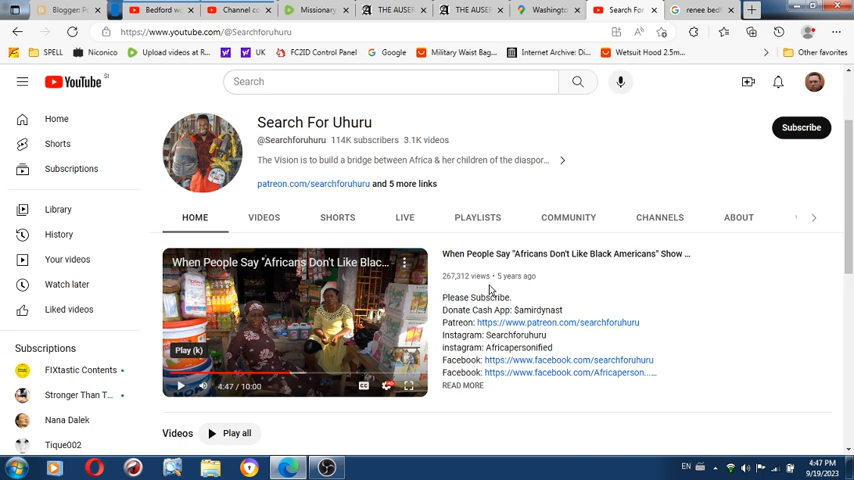 Blogger: P
Bedford w
Channel c
Missionary
THE AUSER
THE AUSER
Washington
Search For
renee bedf
https://www.youtube.com/@Searchforuhuru
SPELL
Niconico
Upload videos at R...
UK
FC2ID Control Panel
Google
Military Waist Bag...
Internet Archive: Di...
Wetsuit Hood 2.5m...
Other favorites
YouTube SI
Search
Home
Shorts
Subscriptions
Library
History
Your videos
Watch later
Liked videos
Subscriptions
FIXtastic Contents
Stronger Than T...
Nana Dalek
Tique002
Search For Uhuru
@Searchforuhuru 114K subscribers 3.1K videos
The Vision is to build a bridge between Africa & her children of the diaspor...
patreon.com/searchforuhuru and 5 more links
Subscribe
HOME VIDEOS SHORTS LIVE PLAYLISTS COMMUNITY CHANNELS ABOUT
When People Say "Africans Don't Like Blac...
Play (k)
4:47 / 10:00
When People Say "Africans Don't Like Black Americans" Show ...
267,312 views • 5 years ago
Please Subscribe.
Donate Cash App: $amirdynast
Patreon: https://www.patreon.com/searchforuhuru
Instagram: Searchforuhuru
instagram: Africapersonified
Facebook: https://www.facebook.com/searchforuhuru
Facebook: https://www.facebook.com/Africaperson....
READ MORE
Videos Play all
EN
4:47 PM
9/19/2023